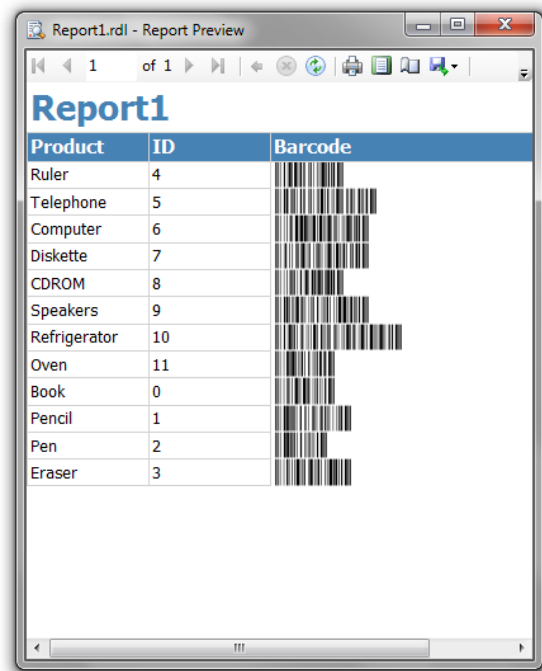 Report1.rdl - Report Preview
1 of 1
Report1
Product ID Barcode
Ruler 4
Telephone 5
Computer 6
Diskette 7
CDROM 8
Speakers 9
Refrigerator 10
Oven 11
Book 0
Pencil 1
Pen 2
Eraser 3